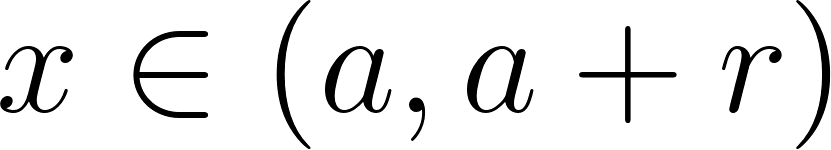 x ∈ (a, a + r)